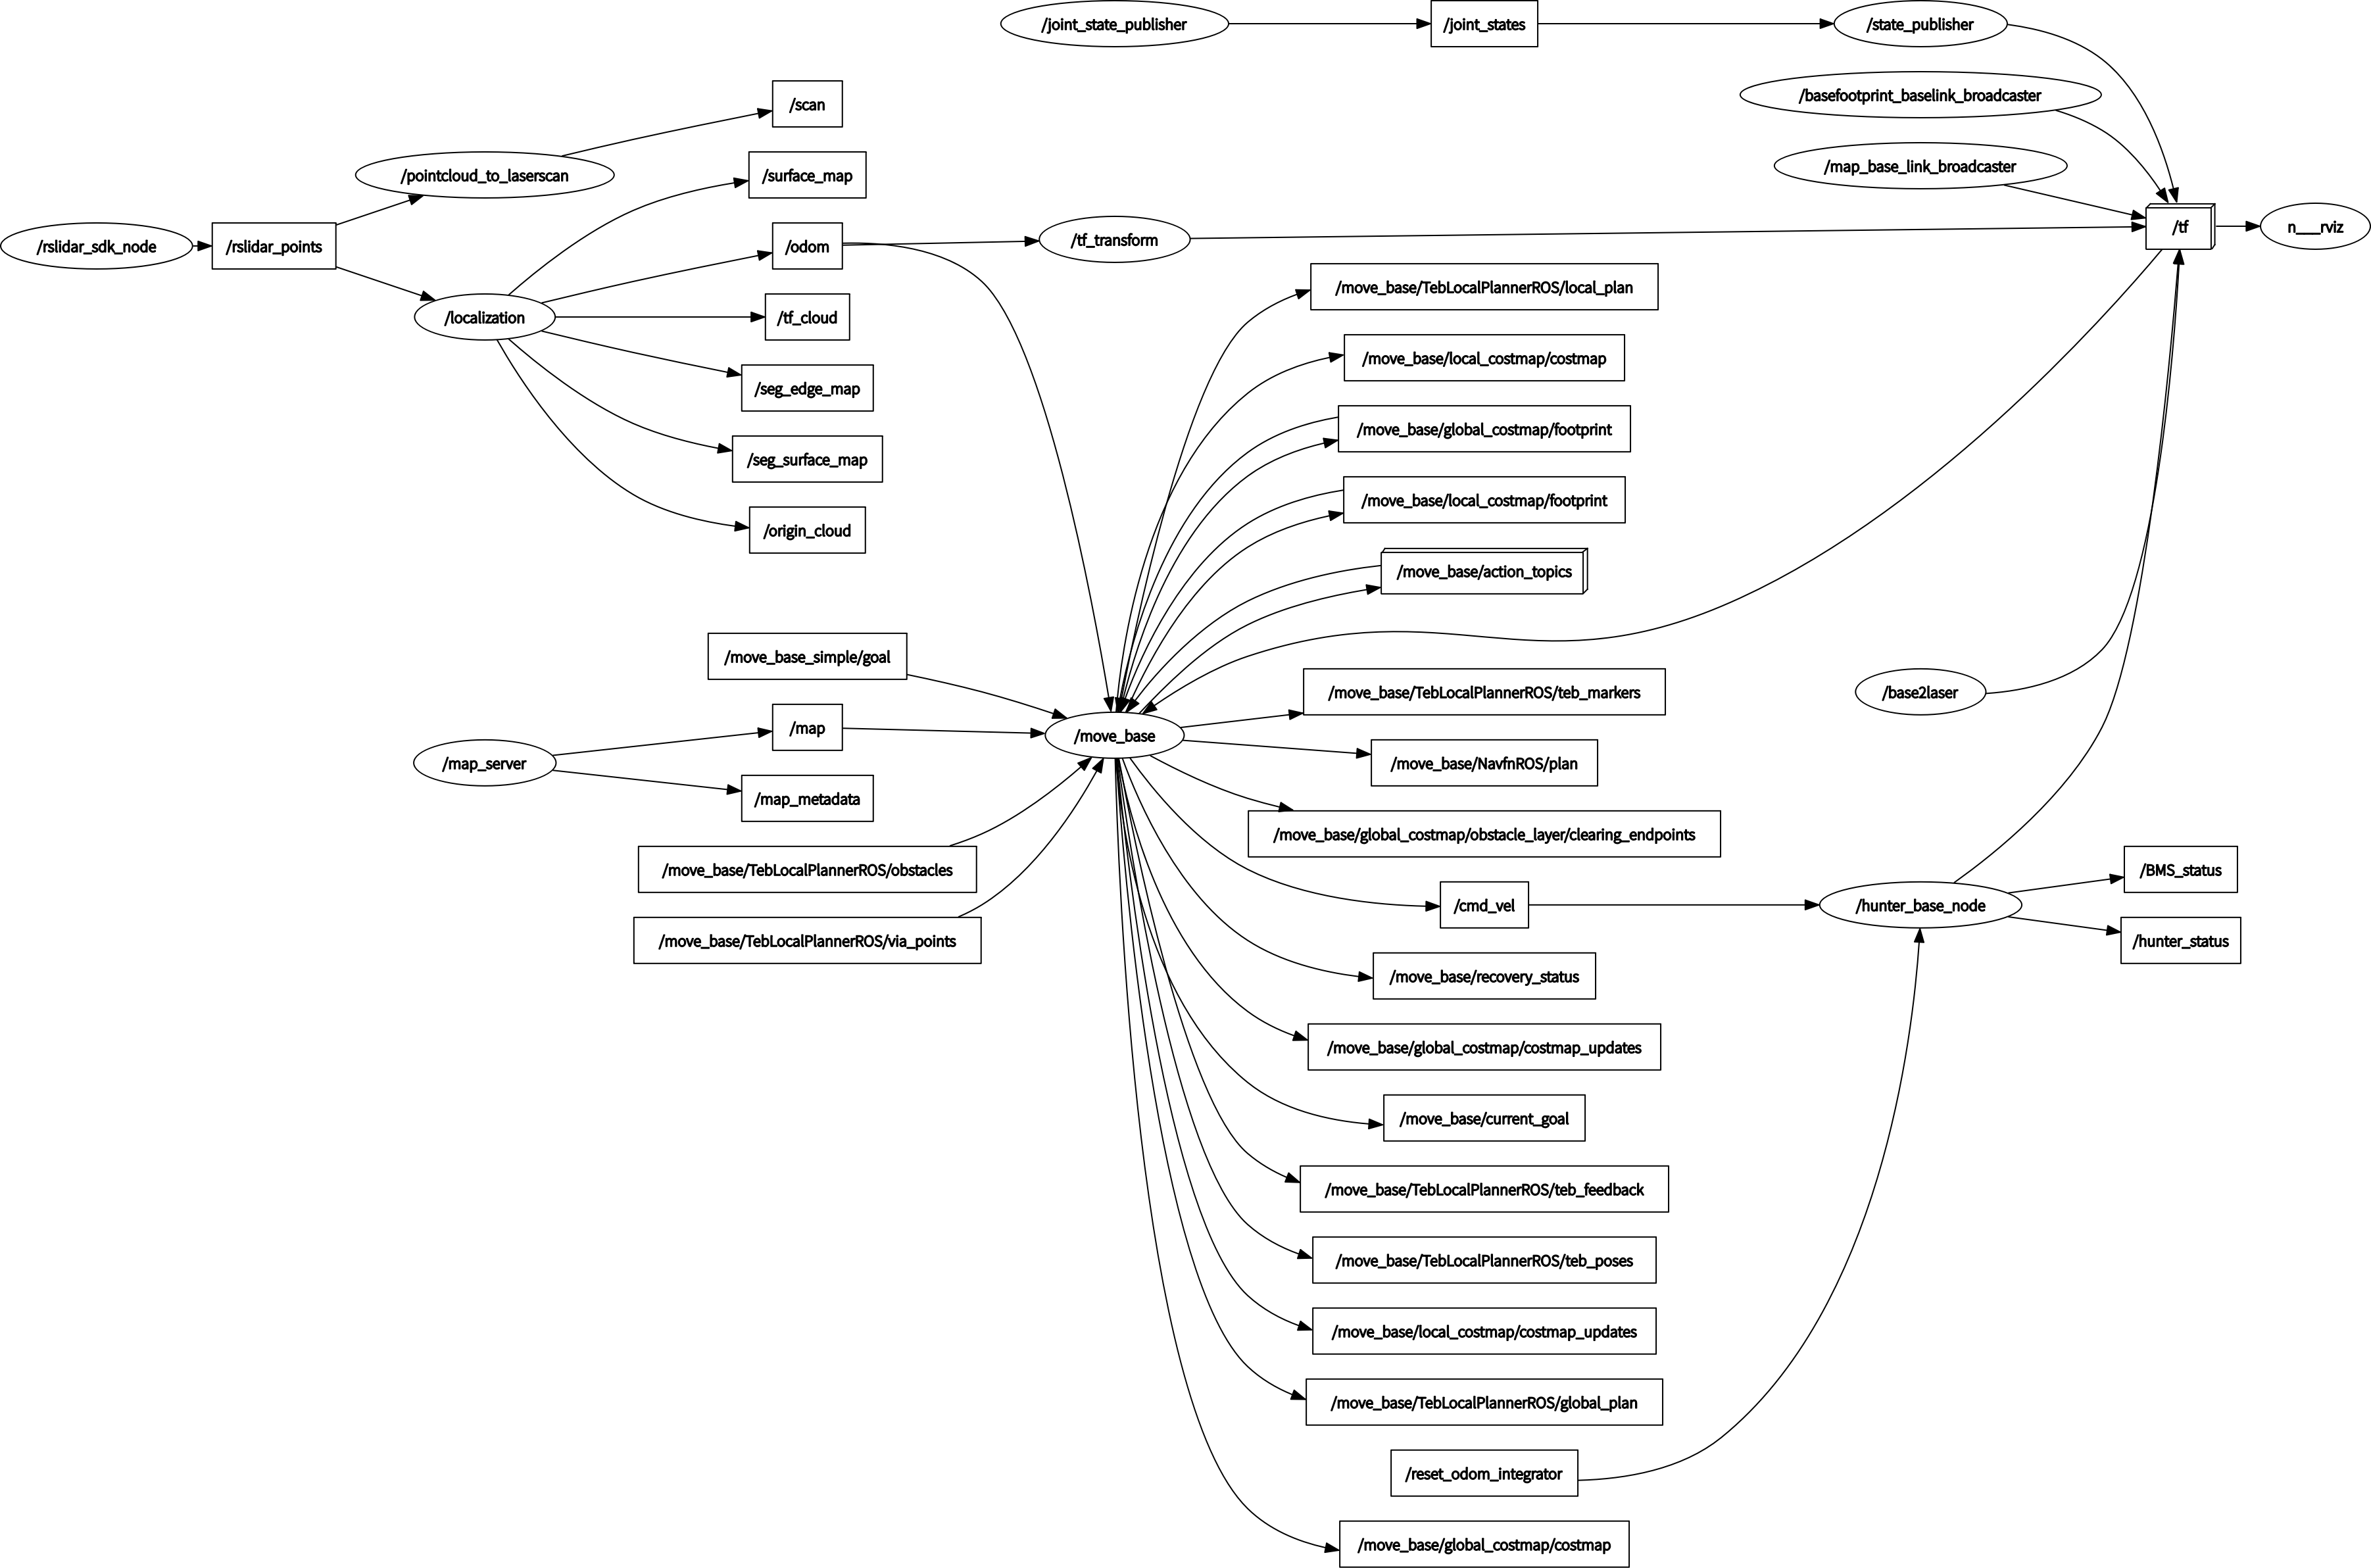 /joint_state_publisher
/joint_states
/state_publisher
/basefootprint_baselink_broadcaster
/scan
/map_base_link_broadcaster
/pointcloud_to_laserscan
/surface_map
/rslidar_sdk_node
/rslidar_points
/odom
/tf_transform
/tf
n___rviz
/move_base/TebLocalPlannerROS/local_plan
/localization
/tf_cloud
/move_base/local_costmap/costmap
/seg_edge_map
/move_base/global_costmap/footprint
/seg_surface_map
/move_base/local_costmap/footprint
/origin_cloud
/move_base/action_topics
/move_base_simple/goal
/move_base/TebLocalPlannerROS/teb_markers
/base2laser
/map
/move_base
/map_server
/move_base/NavfnROS/plan
/map_metadata
/move_base/global_costmap/obstacle_layer/clearing_endpoints
/move_base/TebLocalPlannerROS/obstacles
/BMS_status
/cmd_vel
/hunter_base_node
/move_base/TebLocalPlannerROS/via_points
/hunter_status
/move_base/recovery_status
/move_base/global_costmap/costmap_updates
/move_base/current_goal
/move_base/TebLocalPlannerROS/teb_feedback
/move_base/TebLocalPlannerROS/teb_poses
/move_base/local_costmap/costmap_updates
/move_base/TebLocalPlannerROS/global_plan
/reset_odom_integrator
/move_base/global_costmap/costmap